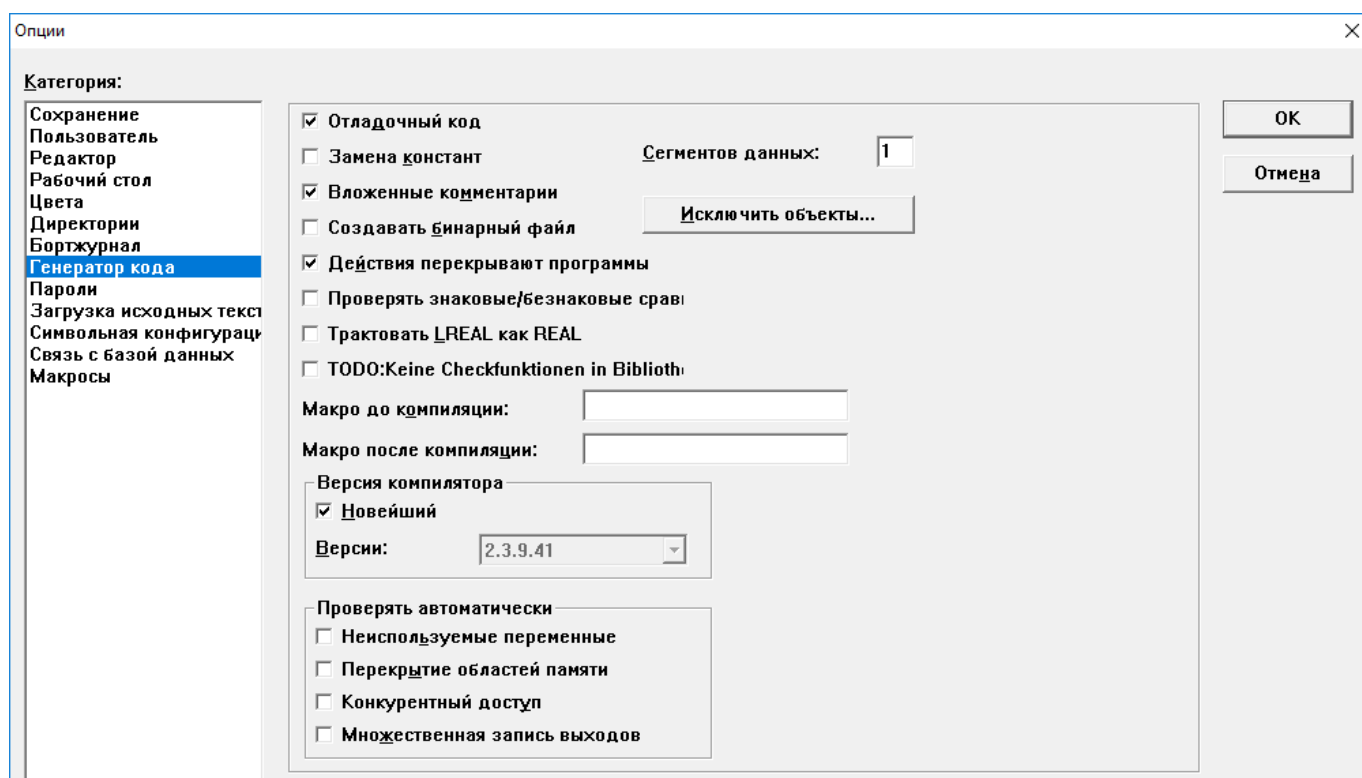 Опции
Категория:
Сохранение
Пользователь
Редактор
Рабочий стол
Цвета
Директории
Бортжурнал
Генератор кода
Пароли
Загрузка исходных текст
Символьная конфигураци
Связь с базой данных
Макросы
Отладочный код
Замена констант
Вложенные комментарии
Создавать бинарный файл
Действия перекрывают программы
Проверять знаковые/безнаковые срав
Трактовать LREAL как REAL
TODO:Keine Checkfunktionen in Biblioth
Сегментов данных: 1
Исключить объекты...
Макро до компиляции:
Макро после компиляции:
Версия компилятора
Новейший
Версии: 2.3.9.41
Проверять автоматически
Неиспользуемые переменные
Перекрытие областей памяти
Конкурентный доступ
Множественная запись выходов
OK
Отмена